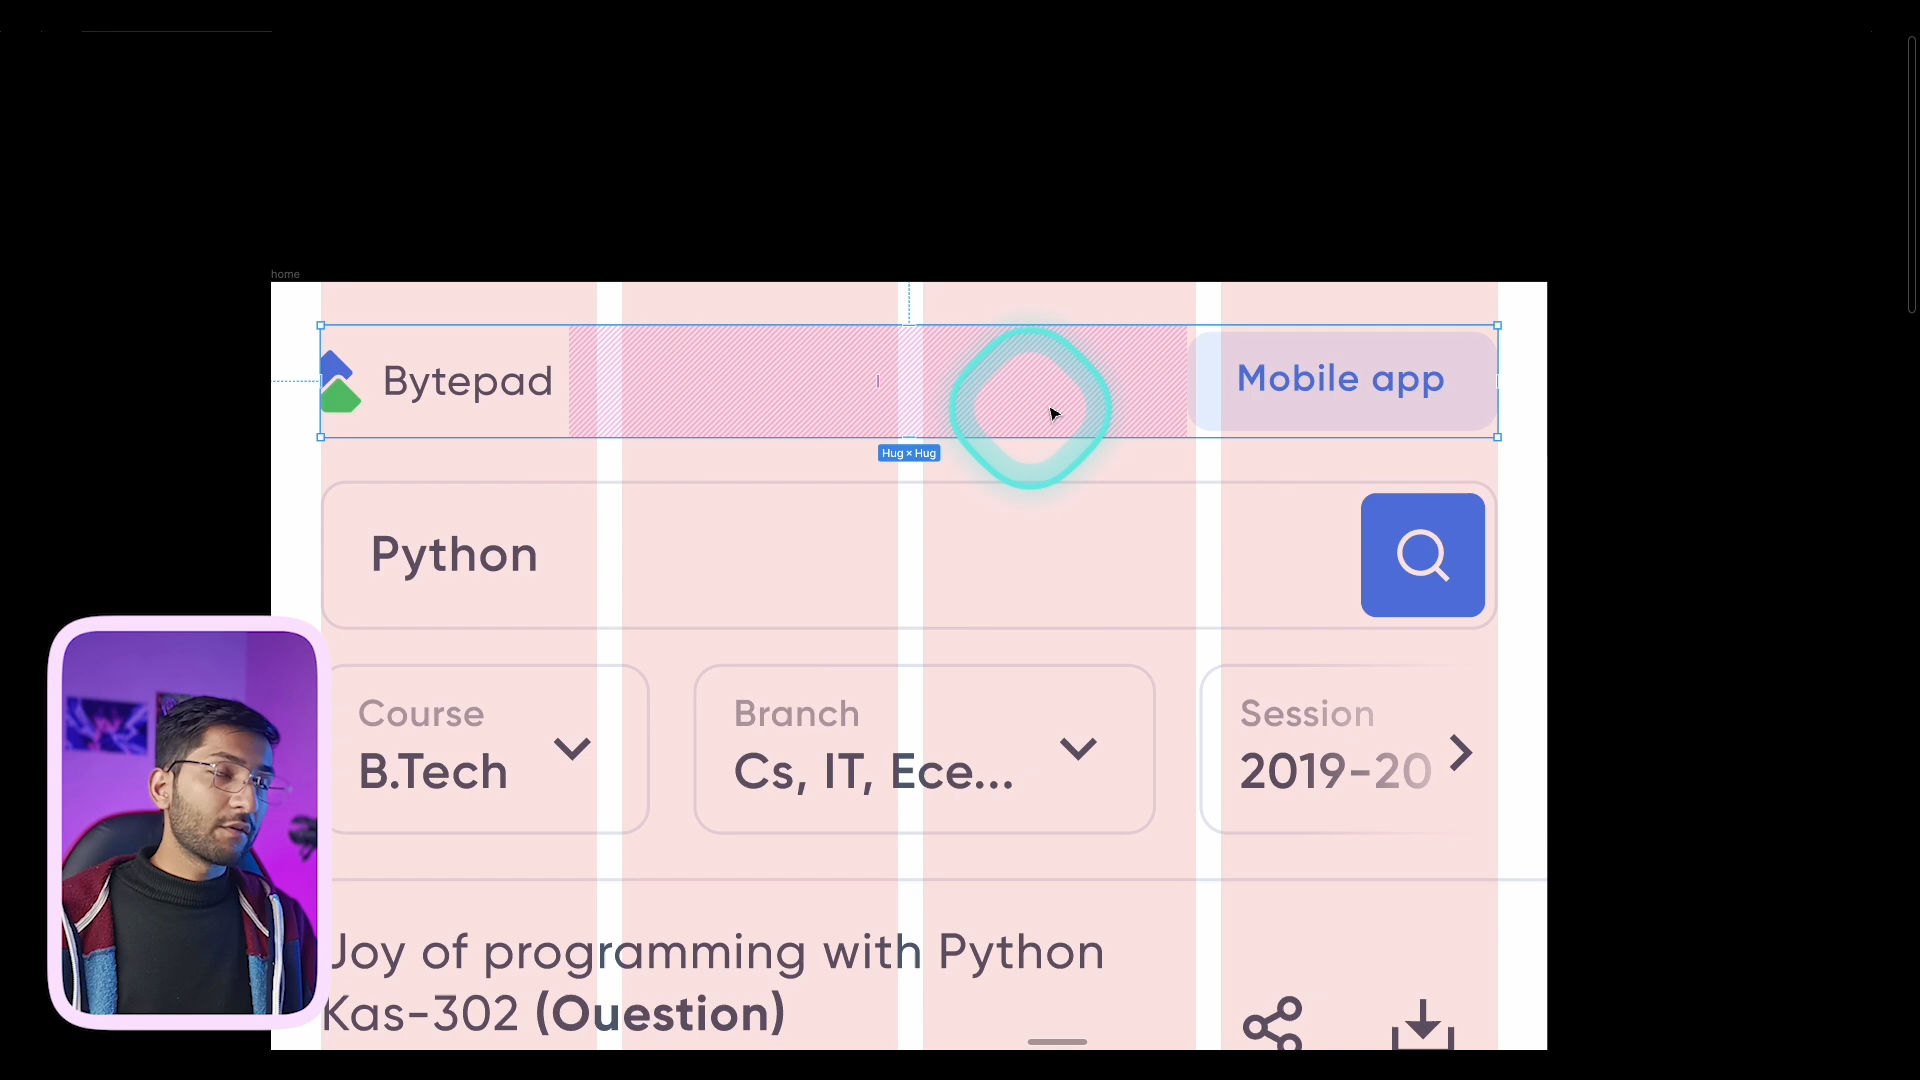 home
Bytepad
Mobile app
Hug × Hug
Python
Course
B.Tech
Branch
Cs, IT, Ece...
Session
2019-20
Joy of programming with Python
Kas-302 (Question)